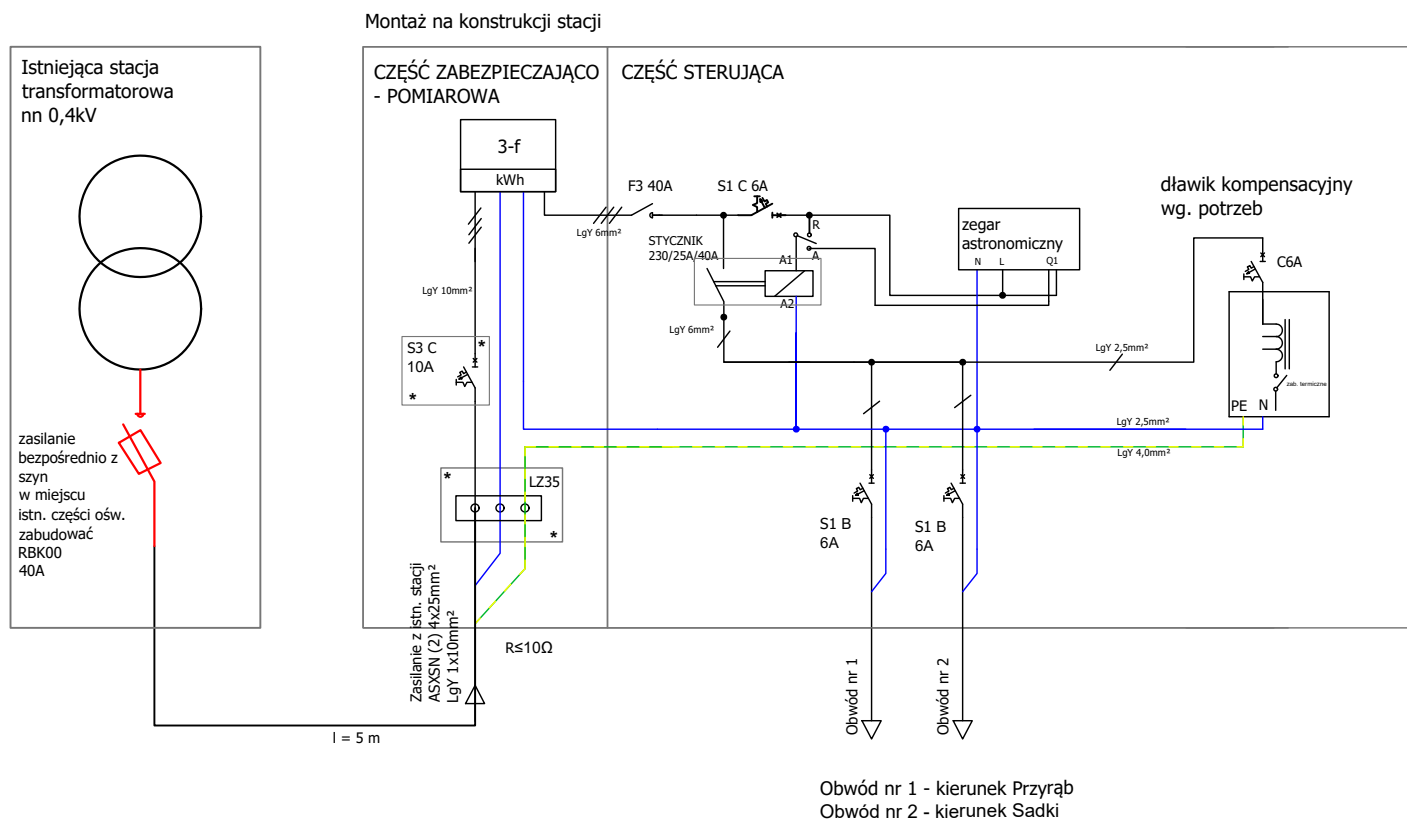 Montaż na konstrukcji stacji
Istniejąca stacja
transformatorowa
nn 0,4kV
zasilanie
bezpośrednio z
szyn
w miejscu
istn. części ośw.
zabudować
RBK00
40A
l = 5 m
CZĘŚĆ ZABEZPIECZAJĄCO
- POMIAROWA
3-f
kWh
LgY 10mm²
S3 C
10A
*
*
*
LZ35
*
Zasilanie z istn. stacji
ASXSN (2) 4x25mm²
LgY 1x10mm²
R≤10Ω
CZĘŚĆ STERUJĄCA
LgY 6mm²
F3 40A
S1 C 6A
STYCZNIK
230/25A/40A
R
A
A1
A2
LgY 6mm²
zegar
astronomiczny
N L Q1
dławik kompensacyjny
wg. potrzeb
C6A
LgY 2,5mm²
zab. termiczne
PE N
LgY 2,5mm²
LgY 4,0mm²
S1 B
6A
S1 B
6A
Obwód nr 1
Obwód nr 2
Obwód nr 1 - kierunek Przyrąb
Obwód nr 2 - kierunek Sadki